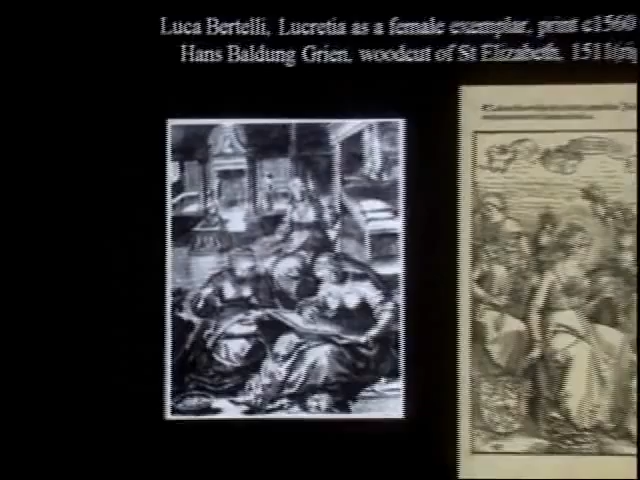 Luca Bertelli, Lucretia as a female exemplar, print c1560
Hans Baldung Grien, woodcut of St Elizabeth, 1511